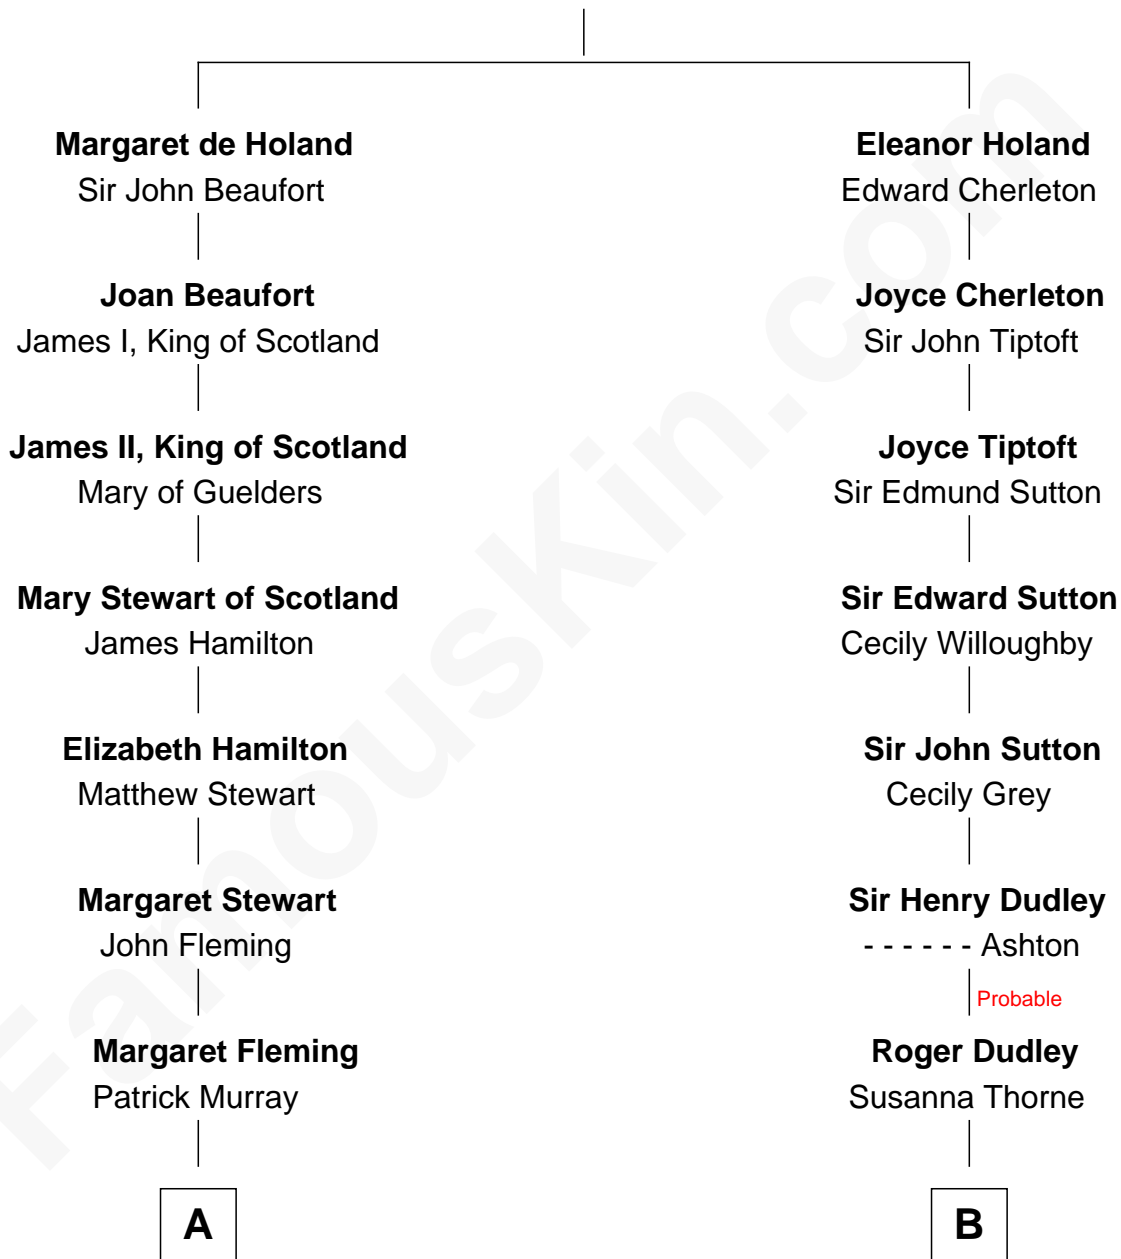 Margaret de Holand
Sir John Beaufort
Joan Beaufort
James I, King of Scotland
James II, King of Scotland
Mary of Guelders
Mary Stewart of Scotland
James Hamilton
Elizabeth Hamilton
Matthew Stewart
Margaret Stewart
John Fleming
Margaret Fleming
Patrick Murray
A
Eleanor Holand
Edward Cherleton
Joyce Cherleton
Sir John Tiptoft
Joyce Tiptoft
Sir Edmund Sutton
Sir Edward Sutton
Cecily Willoughby
Sir John Sutton
Cecily Grey
Sir Henry Dudley
- - - - - - Ashton
Probable
Roger Dudley
Susanna Thorne
B
FamousKin.com